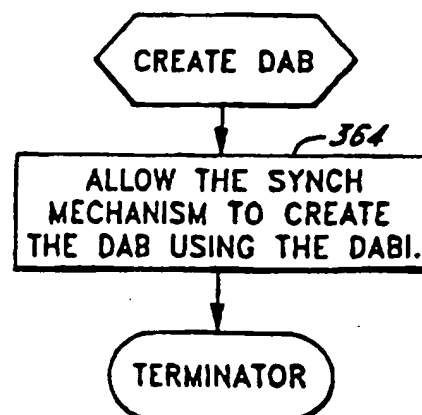 CREATE DAB
364
ALLOW THE SYNCH
MECHANISM TO CREATE
THE DAB USING THE DABI.
TERMINATOR